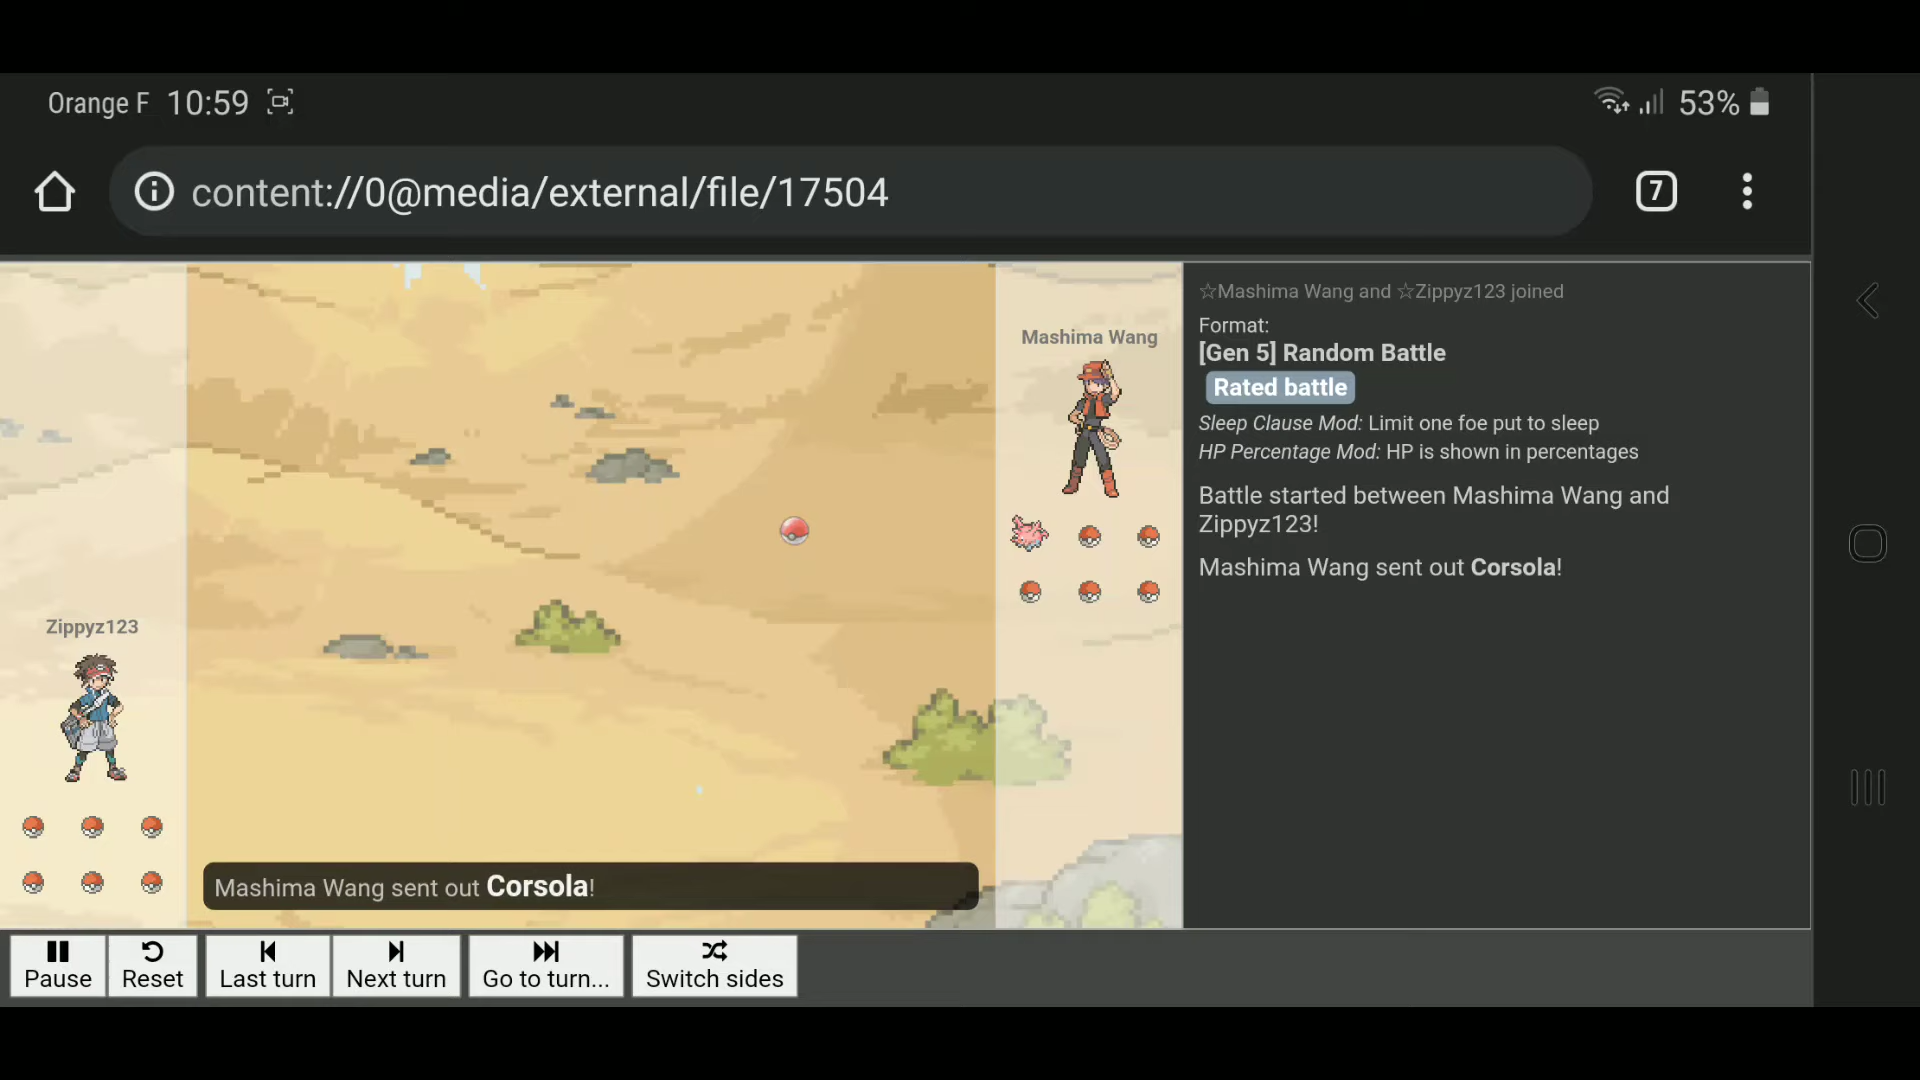 Orange F 10:59
53%
content://0@media/external/file/17504
7
☆Mashima Wang and ☆Zippyz123 joined
Format:
[Gen 5] Random Battle
Rated battle
Sleep Clause Mod: Limit one foe put to sleep
HP Percentage Mod: HP is shown in percentages
Battle started between Mashima Wang and
Zippyz123!
Mashima Wang sent out Corsola!
Mashima Wang
Zippyz123
Mashima Wang sent out Corsola!
Pause
Reset
Last turn
Next turn
Go to turn...
Switch sides